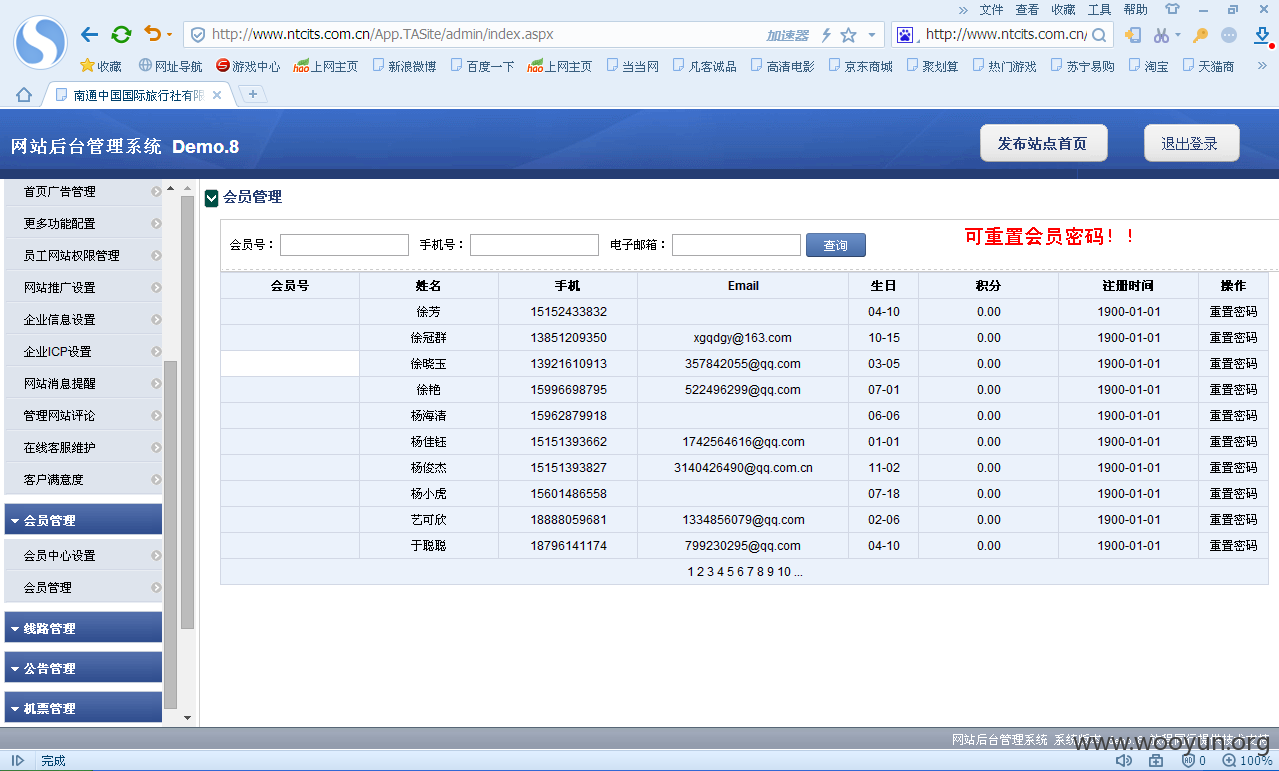 文件 查看 收藏 工具 帮助
http://www.ntcits.com.cn/App.TASite/admin/index.aspx 加速器 http://www.ntcits.com.cn/
收藏 网址导航 游戏中心 hao上网主页 新浪微博 百度一下 hao上网主页 当当网 凡客诚品 高清电影 京东商城 聚划算 热门游戏 苏宁易购 淘宝 天猫商
南通中国国际旅行社有限
网站后台管理系统 Demo.8 发布站点首页 退出登录
首页广告管理
更多功能配置
员工网站权限管理
网站推广设置
企业信息设置
企业ICP设置
网站消息提醒
管理网站评论
在线客服维护
客户满意度
会员管理
会员中心设置
会员管理
线路管理
公告管理
机票管理
会员管理
会员号： 手机号： 电子邮箱： 查询 可重置会员密码！！
会员号 姓名 手机 Email 生日 积分 注册时间 操作
徐芳 15152433832 04-10 0.00 1900-01-01 重置密码
徐冠群 13851209350 xgqdgy@163.com 10-15 0.00 1900-01-01 重置密码
徐晓玉 13921610913 357842055@qq.com 03-05 0.00 1900-01-01 重置密码
徐艳 15996698795 522496299@qq.com 07-01 0.00 1900-01-01 重置密码
杨海清 15962879918 06-06 0.00 1900-01-01 重置密码
杨佳钰 15151393662 1742564616@qq.com 01-01 0.00 1900-01-01 重置密码
杨俊杰 15151393827 3140426490@qq.com.cn 11-02 0.00 1900-01-01 重置密码
杨小虎 15601486558 07-18 0.00 1900-01-01 重置密码
艺可欣 18888059681 1334856079@qq.com 02-06 0.00 1900-01-01 重置密码
于聪聪 18796141174 799230295@qq.com 04-10 0.00 1900-01-01 重置密码
1 2 3 4 5 6 7 8 9 10 ...
网站后台管理系统
www.wooyun.org
完成 0 100%